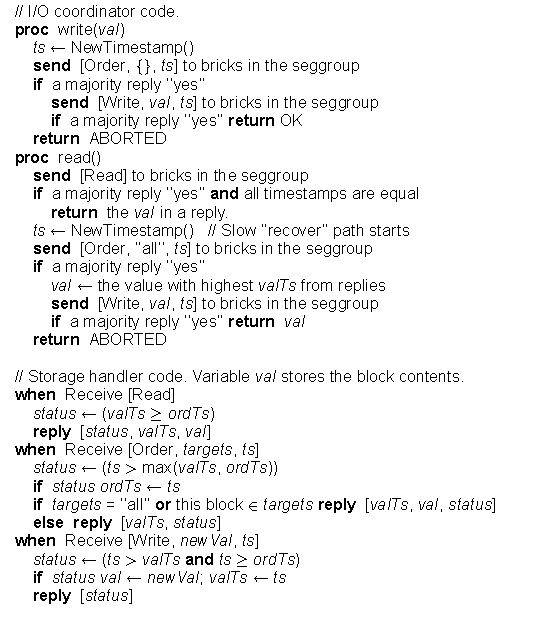 // I/O coordinator code.
proc write(val)
ts ← NewTimestamp()
send [Order, {}, ts] to bricks in the seggroup
if a majority reply "yes"
send [Write, val, ts] to bricks in the seggroup
if a majority reply "yes" return OK
return ABORTED
proc read()
send [Read] to bricks in the seggroup
if a majority reply "yes" and all timestamps are equal
return the val in a reply.
ts ← NewTimestamp() // Slow "recover" path starts
send [Order, "all", ts] to bricks in the seggroup
if a majority reply "yes"
val ← the value with highest valTs from replies
send [Write, val, ts] to bricks in the seggroup
if a majority reply "yes" return val
return ABORTED
// Storage handler code. Variable val stores the block contents.
when Receive [Read]
status ← (valTs ≥ ordTs)
reply [status, valTs, val]
when Receive [Order, targets, ts]
status ← (ts > max(valTs, ordTs))
if status ordTs ← ts
if targets = "all" or this block ∈ targets reply [valTs, val, status]
else reply [valTs, status]
when Receive [Write, newVal, ts]
status ← (ts > valTs and ts ≥ ordTs)
if status val ← newVal; valTs ← ts
reply [status]